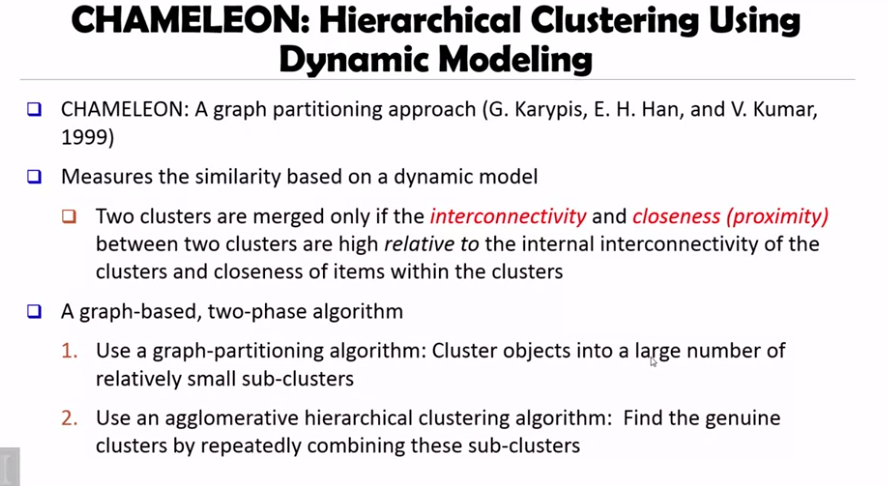 CHAMELEON: Hierarchical Clustering Using
Dynamic Modeling
CHAMELEON: A graph partitioning approach (G. Karypis, E. H. Han, and V. Kumar,
1999)
Measures the similarity based on a dynamic model
Two clusters are merged only if the interconnectivity and closeness (proximity)
between two clusters are high relative to the internal interconnectivity of the
clusters and closeness of items within the clusters
A graph-based, two-phase algorithm
1. Use a graph-partitioning algorithm: Cluster objects into a large number of
relatively small sub-clusters
2. Use an agglomerative hierarchical clustering algorithm: Find the genuine
clusters by repeatedly combining these sub-clusters